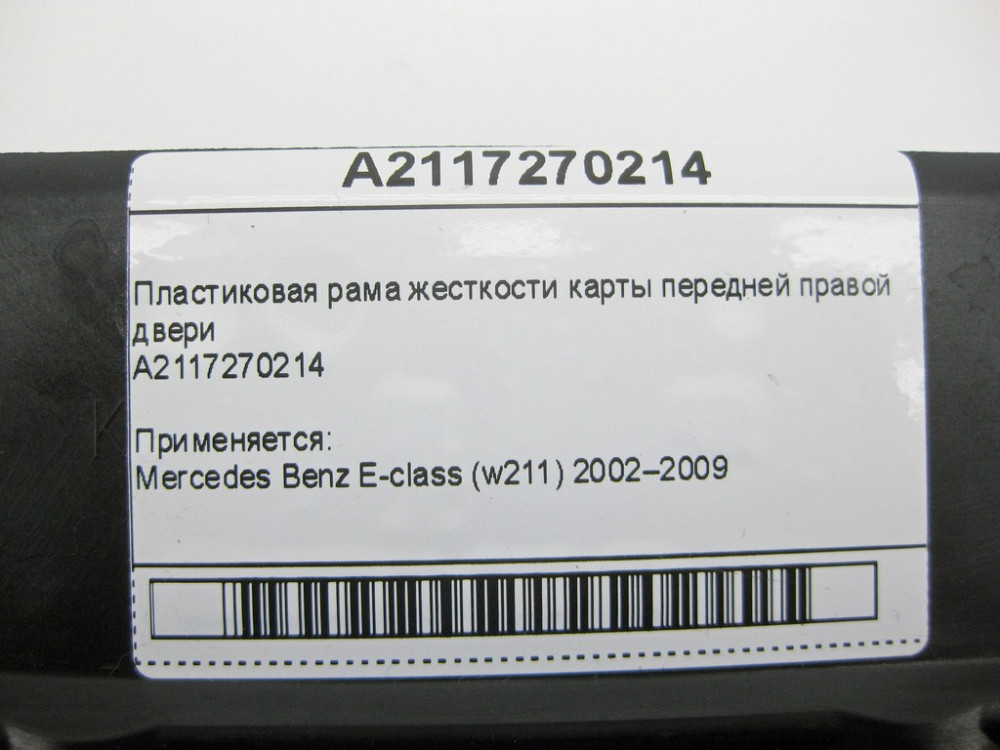 A2117270214
Пластиковая рама жесткости карты передней правой
двери
A2117270214
Применяется:
Mercedes Benz E-class (w211) 2002–2009